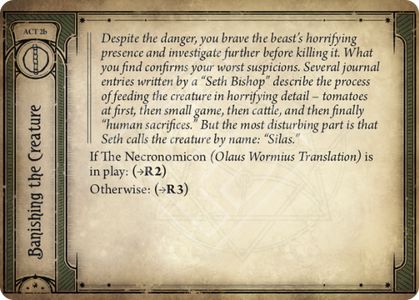 ACT 2b
Banishing the Creature
Despite the danger, you brave the beast's horrifying
presence and investigate further before killing it. What
you find confirms your worst suspicions. Several journal
entries written by a “Seth Bishop” describe the process
of feeding the creature in horrifying detail – tomatoes
at first, then small game, then cattle, and then finally
“human sacrifices.” But the most disturbing part is that
Seth calls the creature by name: “Silas.”
If The Necronomicon (Olaus Wormius Translation) is
in play: (→R2)
Otherwise: (→R3)